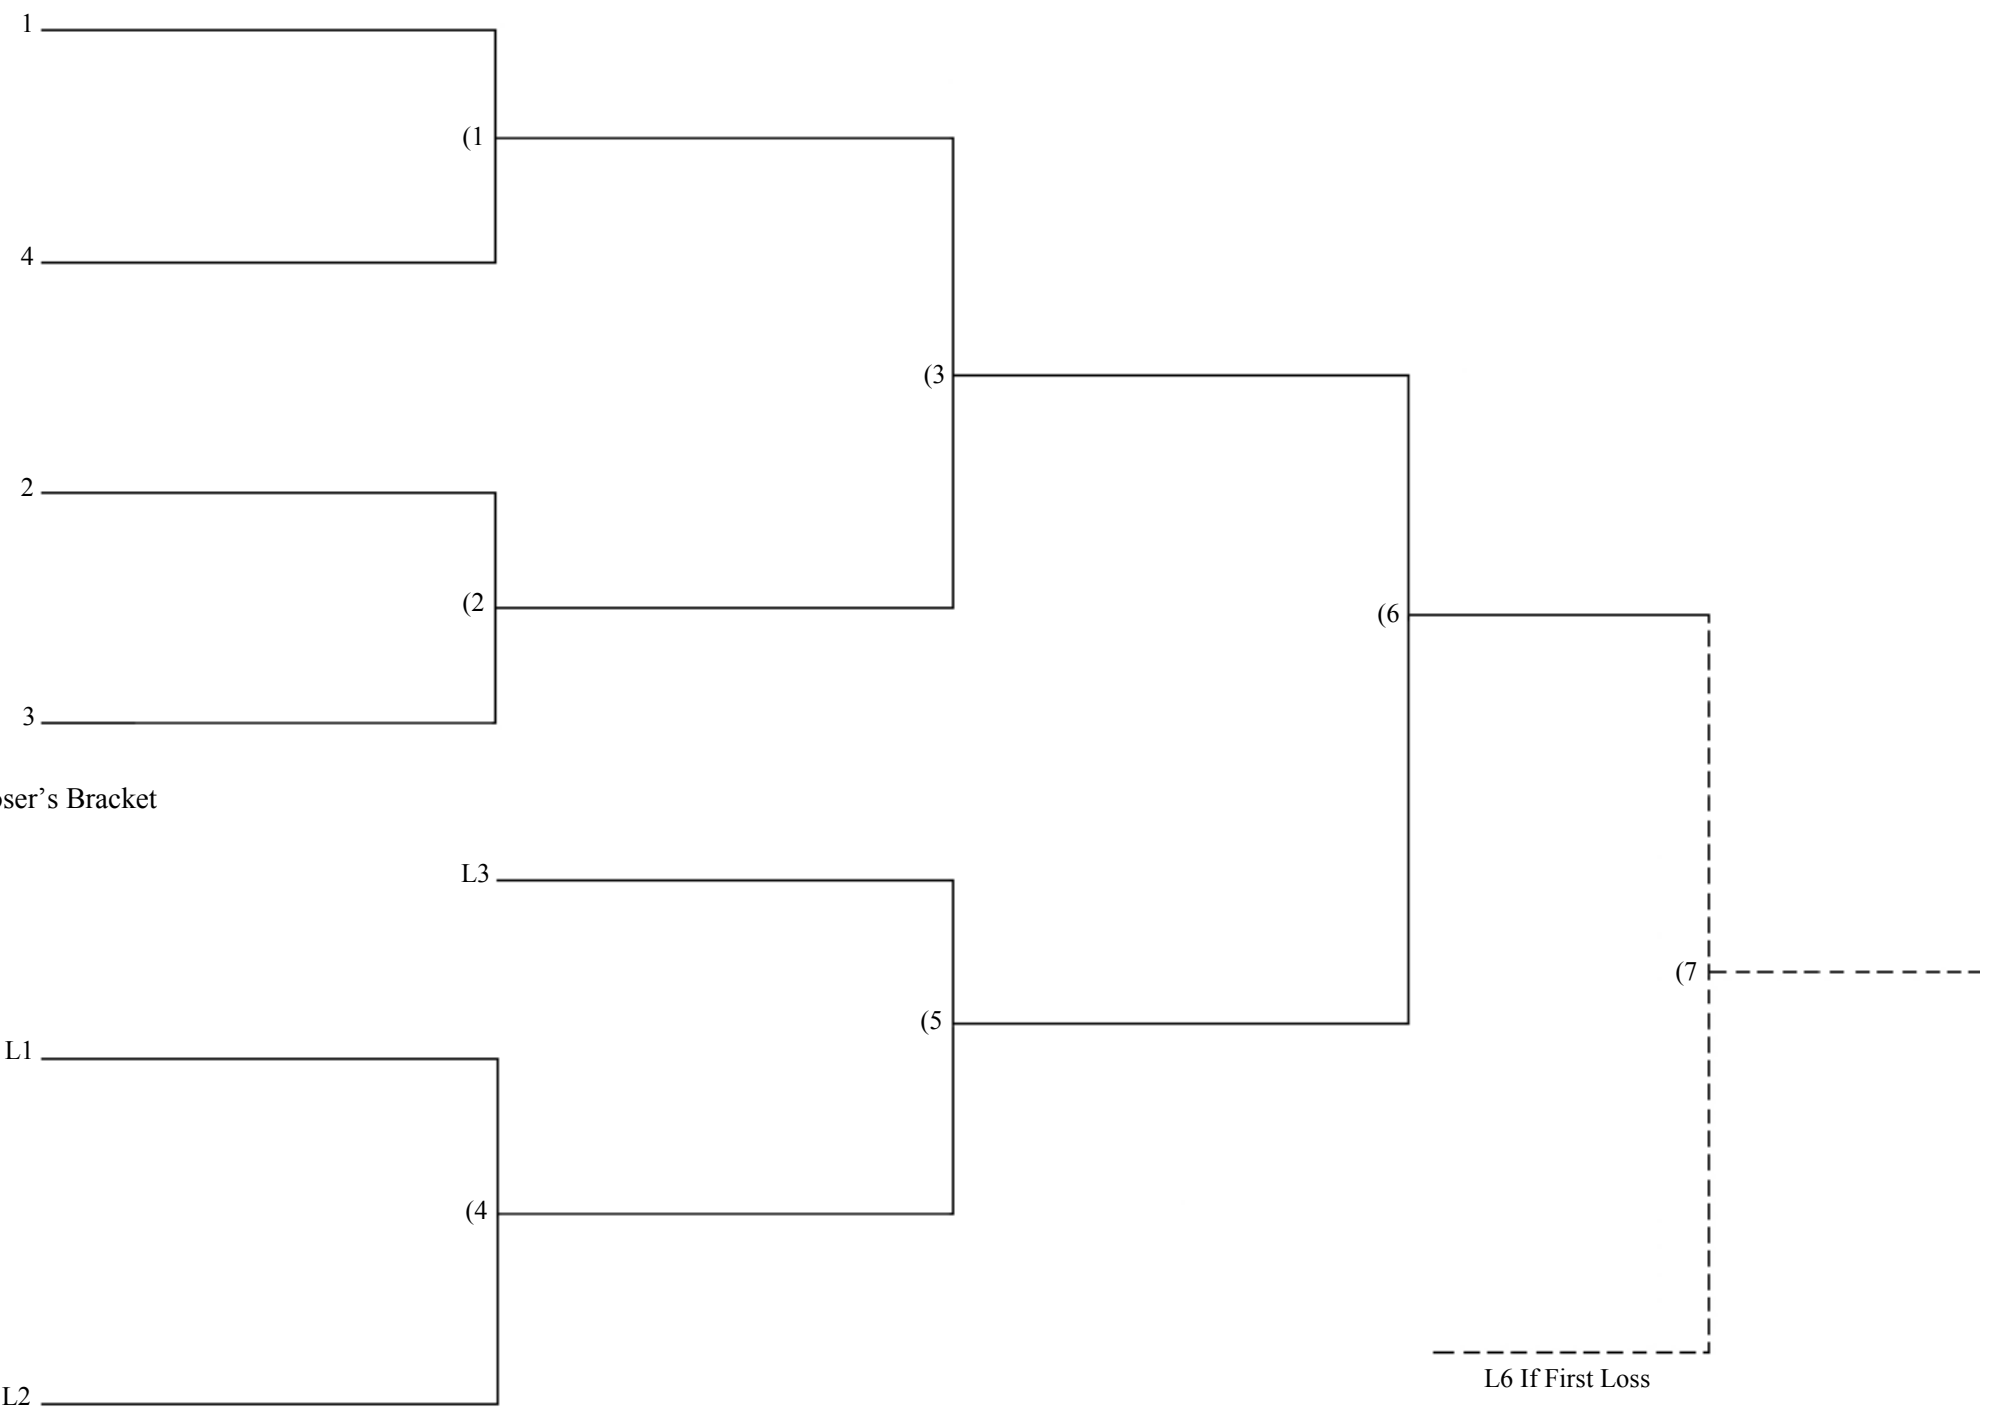 1
(1
4
(3
2
(2
(6
3
oser’s Bracket
L3
(7
(5
L1
(4
L6 If First Loss
L2